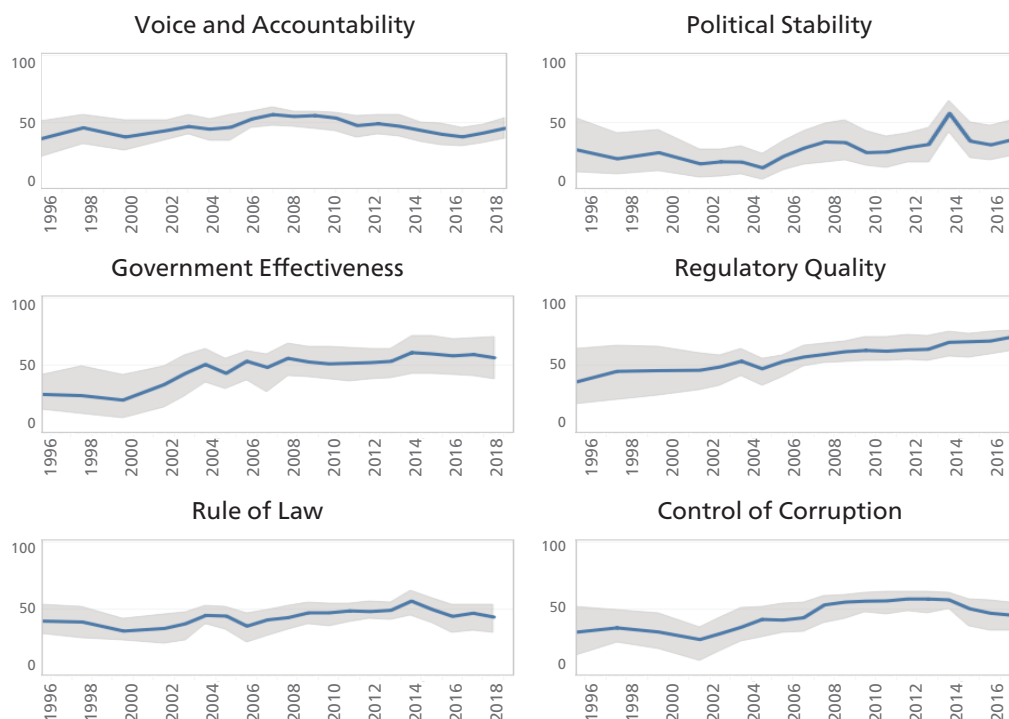 Voice and Accountability
100
50
0
1996 1998 2000 2002 2004 2006 2008 2010 2012 2014 2016 2018
Political Stability
100
50
0
1996 1998 2000 2002 2004 2006 2008 2010 2012 2014 2016
Government Effectiveness
100
50
0
1996 1998 2000 2002 2004 2006 2008 2010 2012 2014 2016 2018
Regulatory Quality
100
50
0
1996 1998 2000 2002 2004 2006 2008 2010 2012 2014 2016
Rule of Law
100
50
0
1996 1998 2000 2002 2004 2006 2008 2010 2012 2014 2016 2018
Control of Corruption
100
50
0
1996 1998 2000 2002 2004 2006 2008 2010 2012 2014 2016